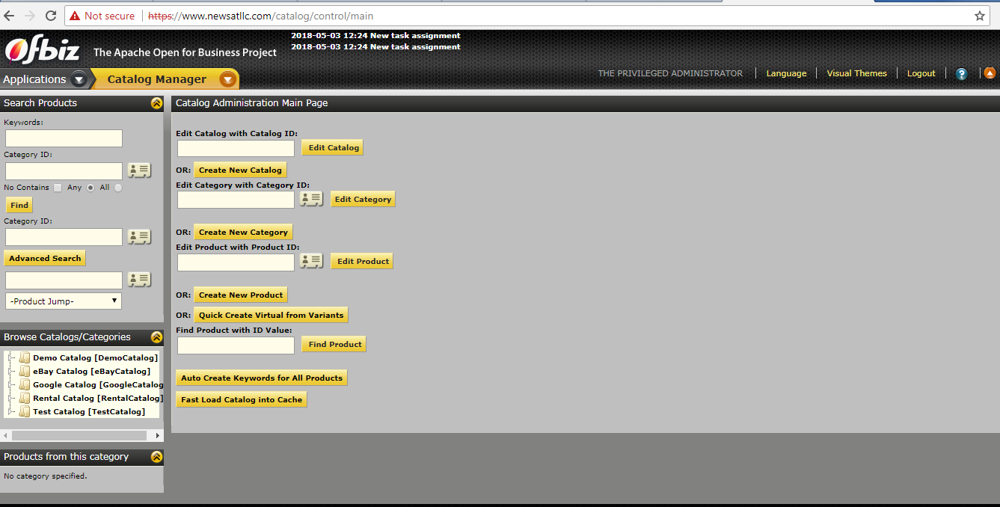 Not secure https://www.newsatllc.com/catalog/control/main
Ofbiz The Apache Open for Business Project
2018-05-03 12:24 New task assignment
2018-05-03 12:24 New task assignment
Applications Catalog Manager
THE PRIVILEGED ADMINISTRATOR Language Visual Themes Logout ?
Search Products
Keywords:
Category ID:
No Contains Any All
Find
Category ID:
Advanced Search
-Product Jump-
Browse Catalogs/Categories
Demo Catalog [DemoCatalog]
eBay Catalog [eBayCatalog]
Google Catalog [GoogleCatalog
Rental Catalog [RentalCatalog]
Test Catalog [TestCatalog]
Products from this category
No category specified.
Catalog Administration Main Page
Edit Catalog with Catalog ID:
Edit Catalog
OR: Create New Catalog
Edit Category with Category ID:
Edit Category
OR: Create New Category
Edit Product with Product ID:
Edit Product
OR: Create New Product
OR: Quick Create Virtual from Variants
Find Product with ID Value:
Find Product
Auto Create Keywords for All Products
Fast Load Catalog into Cache